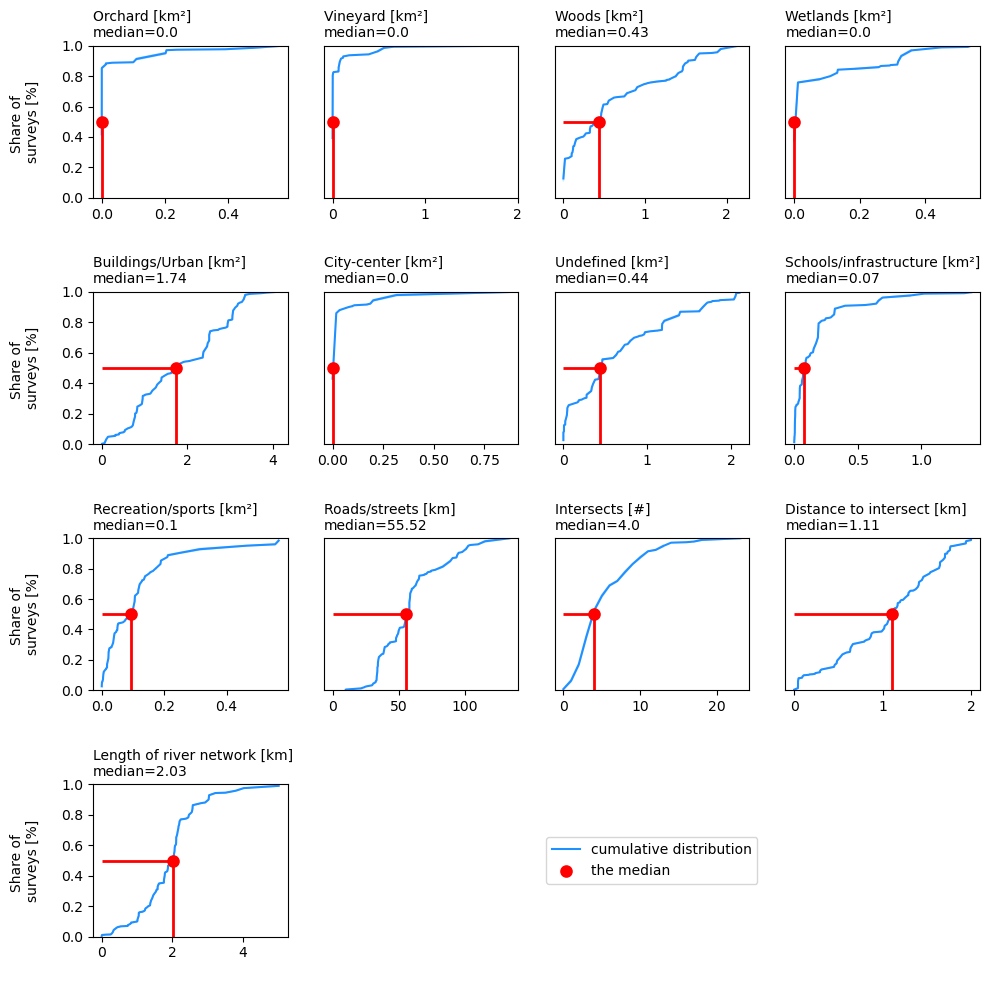 Orchard [km²]
median=0.0
Vineyard [km²]
median=0.0
Woods [km²]
median=0.43
Wetlands [km²]
median=0.0
Share of
surveys [%]
1.0
0.8
0.6
0.4
0.2
0.0
0.0 0.2 0.4
0 1 2
0 1 2
0.0 0.4
Buildings/Urban [km²]
median=1.74
City-center [km²]
median=0.0
Undefined [km²]
median=0.44
Schools/infrastructure [km²]
median=0.07
Share of
surveys [%]
1.0
0.8
0.6
0.4
0.2
0.0
0 2 4
0.00 0.25 0.75
0 1 2
0.0 0.5 1.0
Recreation/sports [km²]
median=0.1
Roads/streets [km]
median=55.52
Intersects [#]
median=4.0
Distance to intersect [km]
median=1.11
Share of
surveys [%]
1.0
0.8
0.6
0.4
0.2
0.0
0.0 0.2 0.4
0 50 100
0 10 20
0 1 2
Length of river network [km]
median=2.03
Share of
surveys [%]
1.0
0.8
0.6
0.4
0.2
0.0
0 2 4
cumulative distribution
the median